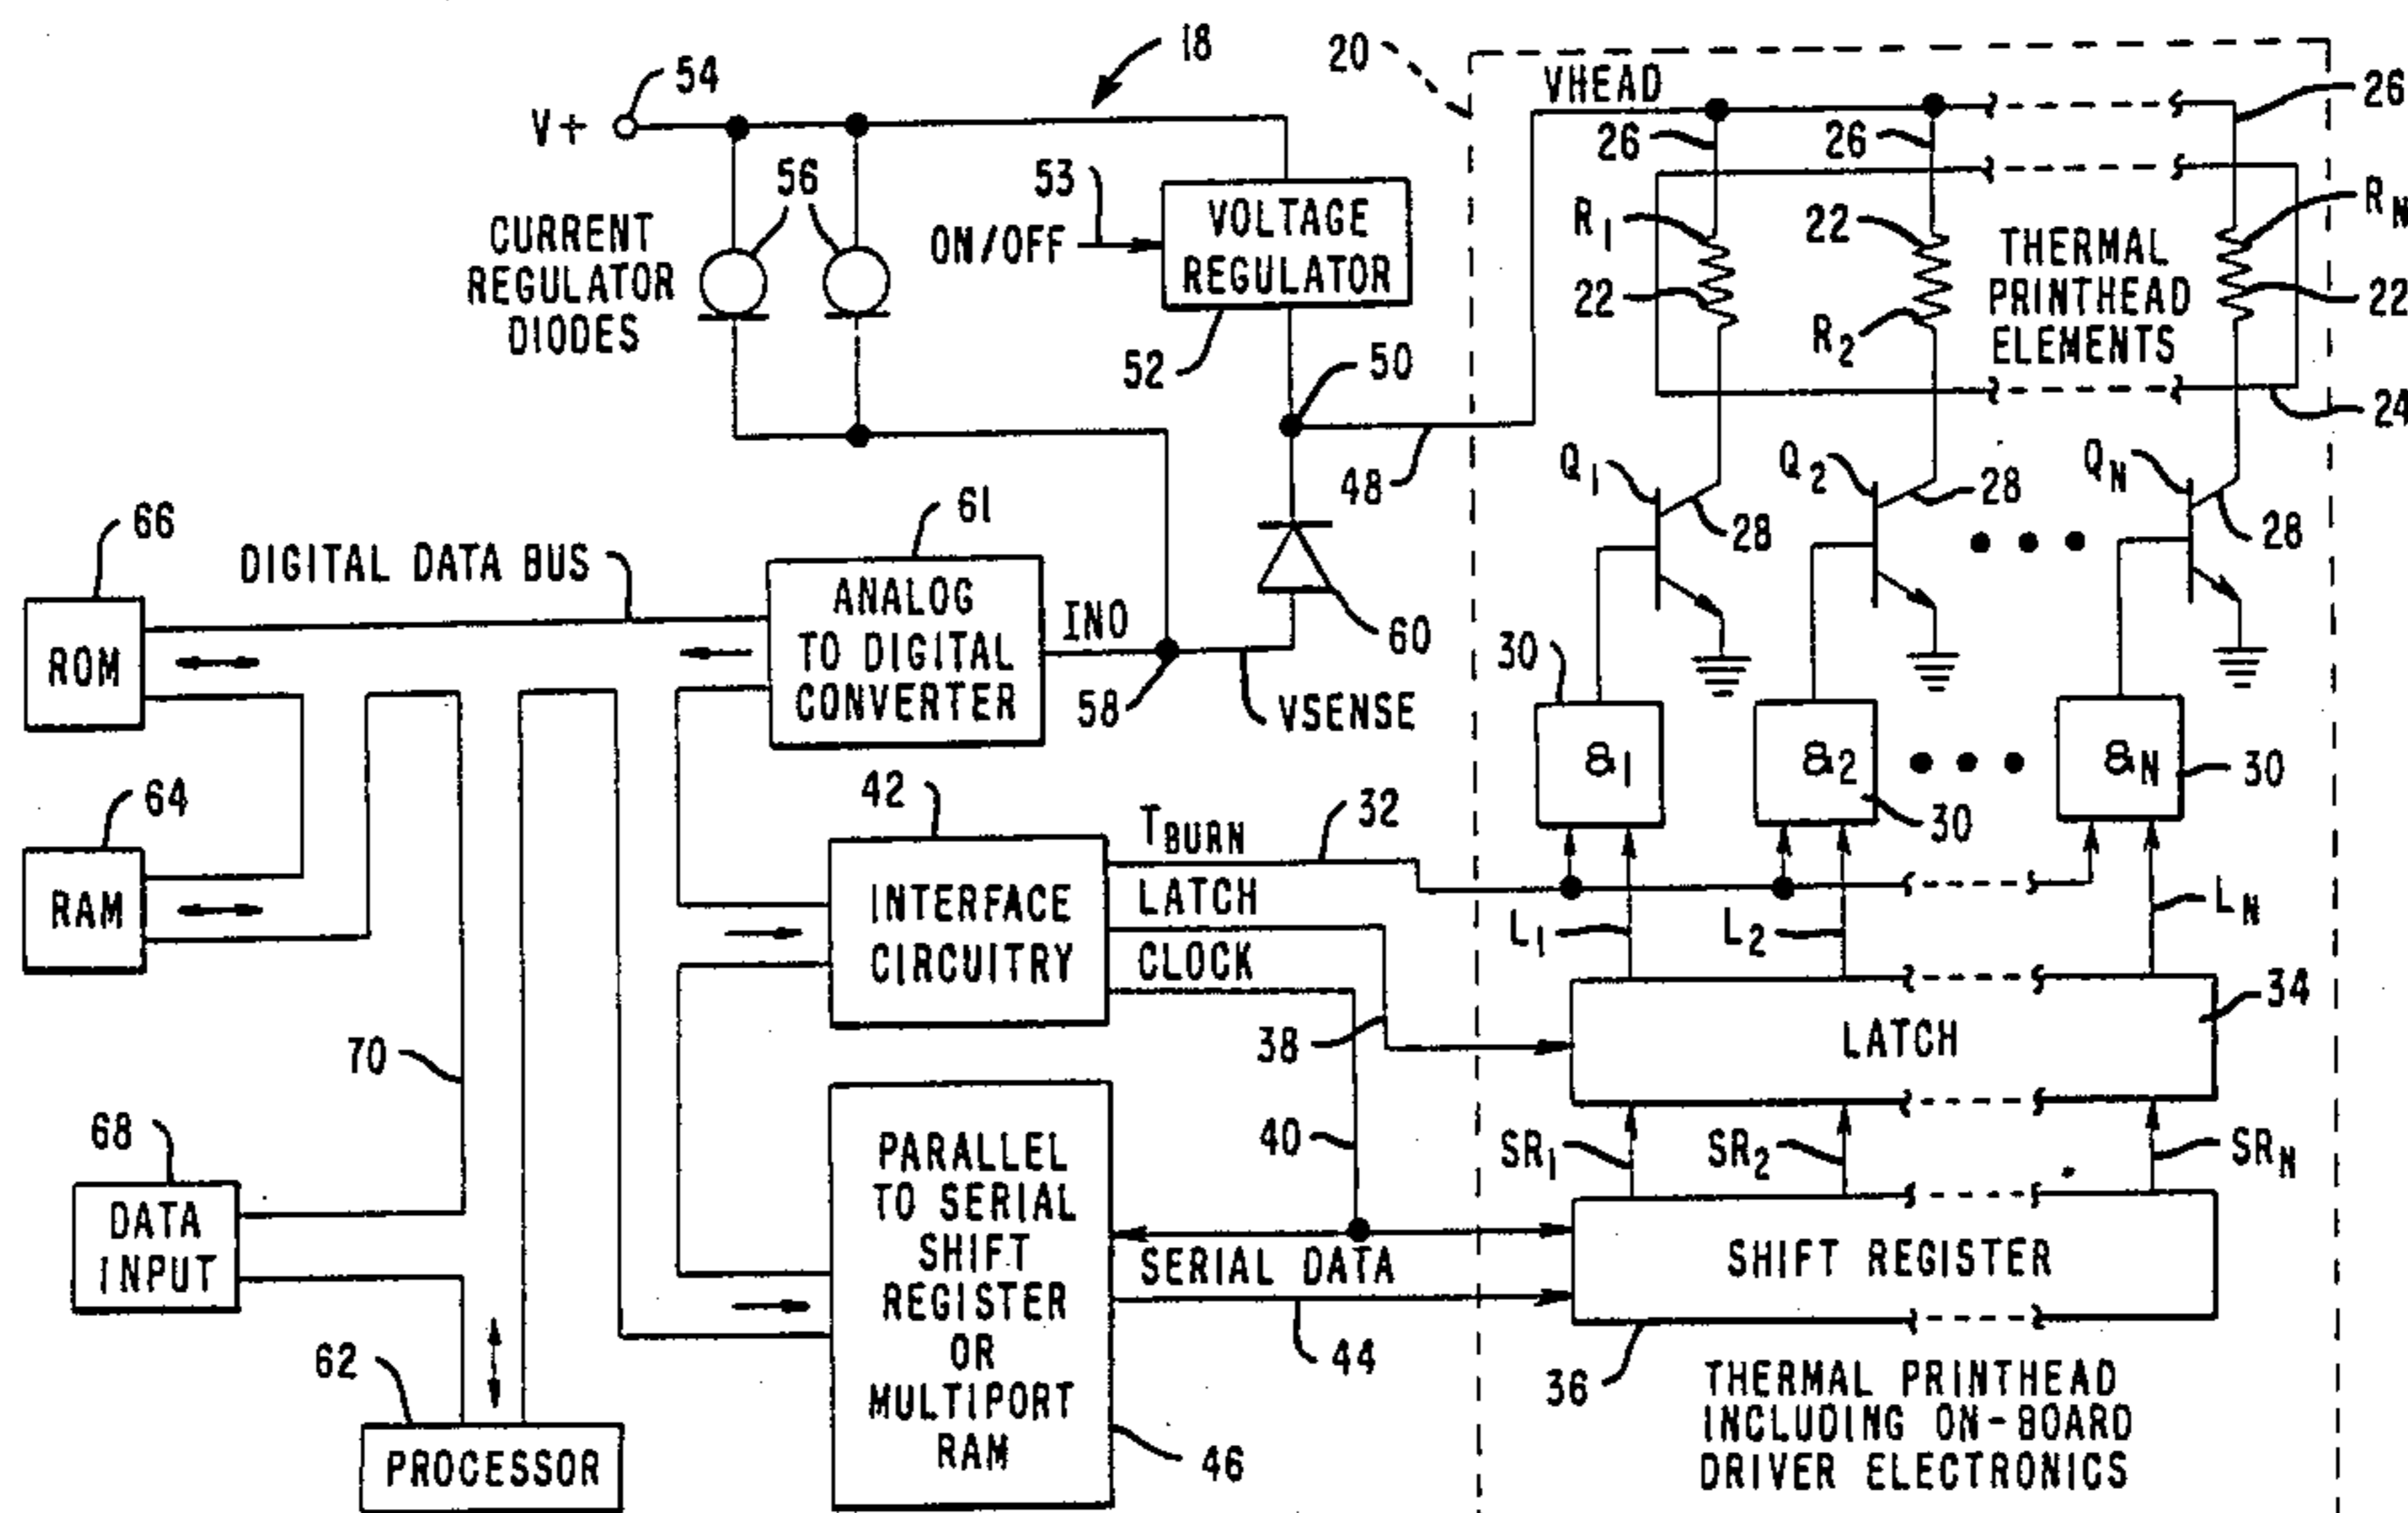 18
20
54
V+
VHEAD
26
26
26
56
53
CURRENT
REGULATOR
DIODES
ON/OFF
VOLTAGE
REGULATOR
R1
22
22
R2
THERMAL
PRINTHEAD
ELEMENTS
RN
22
52
50
24
48
Q1
28
Q2
28
QN
28
66
DIGITAL DATA BUS
61
ROM
ANALOG
TO DIGITAL
CONVERTER
IN0
60
58
VSENSE
30
&1
&2
30
&N
30
64
RAM
42
INTERFACE
CIRCUITRY
TBURN
32
LATCH
CLOCK
L1
L2
LN
38
LATCH
34
70
40
SR1
SR2
SRN
68
DATA
INPUT
PARALLEL
TO SERIAL
SHIFT
REGISTER
OR
MULTIPORT
RAM
46
SERIAL DATA
44
SHIFT REGISTER
36
62
PROCESSOR
THERMAL PRINTHEAD
INCLUDING ON-BOARD
DRIVER ELECTRONICS